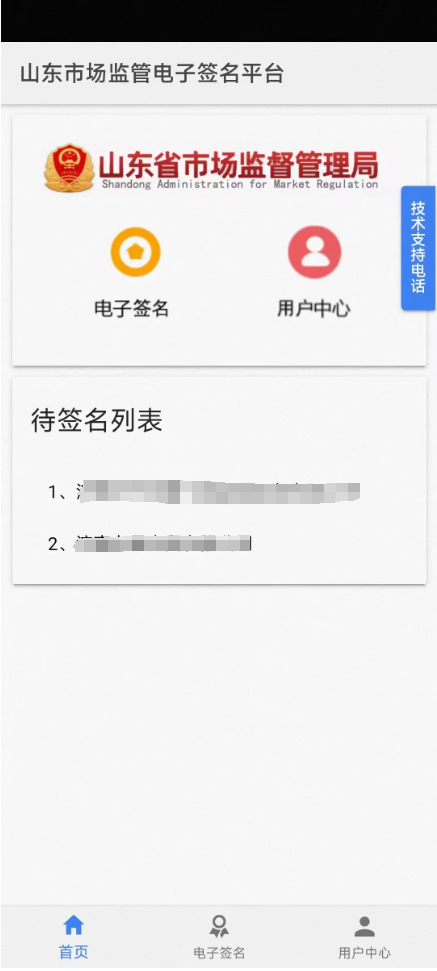 山东市场监管电子签名平台
山东省市场监督管理局
Shandong Administration for Market Regulation
技术支持电话
电子签名
用户中心
待签名列表
1、
2、
首页
电子签名
用户中心